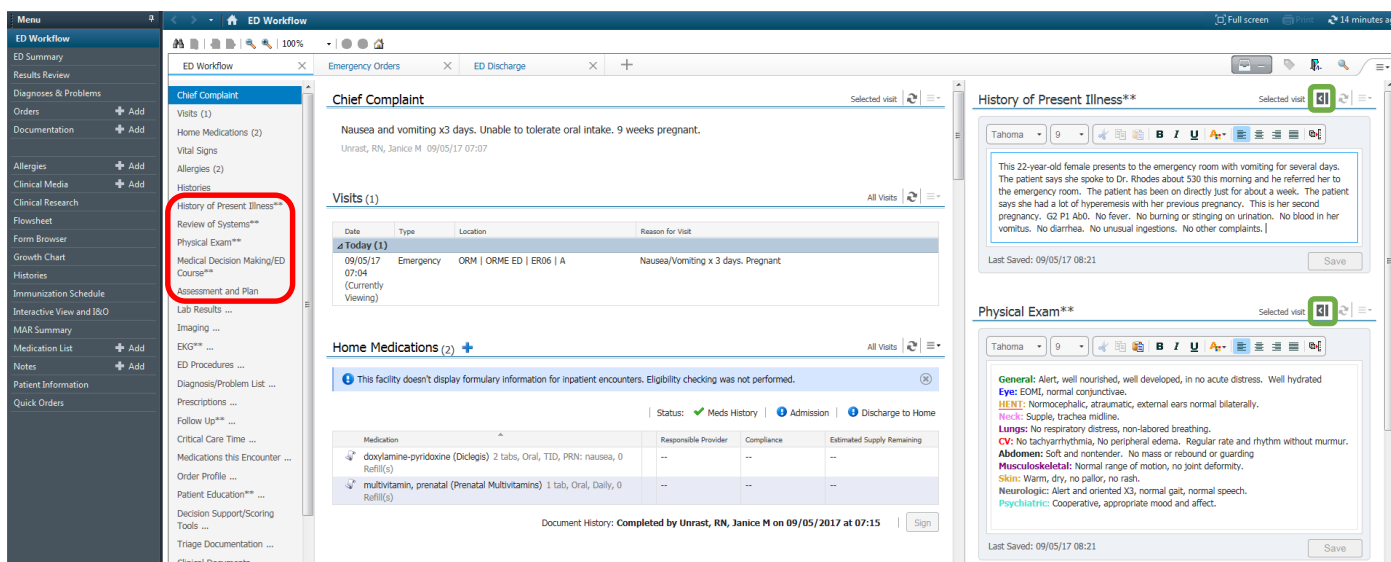 Menu
ED Workflow
ED Summary
Results Review
Diagnoses & Problems
Orders + Add
Documentation + Add
Allergies + Add
Clinical Media + Add
Clinical Research
Flowsheet
Form Browser
Growth Chart
Histories
Immunization Schedule
Interactive View and I&O
MAR Summary
Medication List + Add
Notes + Add
Patient Information
Quick Orders
ED Workflow
Full screen Print 14 minutes a
100%
ED Workflow Emergency Orders ED Discharge
Chief Complaint
Visits (1)
Home Medications (2)
Vital Signs
Allergies (2)
Histories
History of Present Illness**
Review of Systems**
Physical Exam**
Medical Decision Making/ED
Course**
Assessment and Plan
Lab Results ...
Imaging ...
EKG** ...
ED Procedures ...
Diagnosis/Problem List ...
Prescriptions ...
Follow Up** ...
Critical Care Time ...
Medications this Encounter ...
Order Profile ...
Patient Education** ...
Decision Support/Scoring
Tools ...
Triage Documentation ...
Clinical Documents
Chief Complaint Selected visit
Nausea and vomiting x3 days. Unable to tolerate oral intake. 9 weeks pregnant.
Unrast, RN, Janice M 09/05/17 07:07
Visits (1) All Visits
Date Type Location Reason for Visit
Today (1)
09/05/17 Emergency ORM | ORME ED | ER06 | A Nausea/Vomiting x 3 days. Pregnant
07:04
(Currently
Viewing)
Home Medications (2) + All Visits
This facility doesn't display formulary information for inpatient encounters. Eligibility checking was not performed.
Status: Meds History Admission Discharge to Home
Medication Responsible Provider Compliance Estimated Supply Remaining
doxylamine-pyridoxine (Diclegis) 2 tabs, Oral, TID, PRN: nausea, 0 -- -- --
Refill(s)
multivitamin, prenatal (Prenatal Multivitamins) 1 tab, Oral, Daily, 0 -- -- --
Refill(s)
Document History: Completed by Unrast, RN, Janice M on 09/05/2017 at 07:15 Sign
History of Present Illness** Selected visit
Tahoma 9 B I U A
This 22-year-old female presents to the emergency room with vomiting for several days.
The patient says she spoke to Dr. Rhodes about 530 this morning and he referred her to
the emergency room. The patient has been on directly just for about a week. The patient
says she had a lot of hyperemesis with her previous pregnancy. This is her second
pregnancy. G2 P1 Ab0. No fever. No burning or stinging on urination. No blood in her
vomitus. No diarrhea. No unusual ingestions. No other complaints.
Last Saved: 09/05/17 08:21 Save
Physical Exam** Selected visit
Tahoma 9 B I U A
General: Alert, well nourished, well developed, in no acute distress. Well hydrated
Eye: EOMI, normal conjunctivae.
HENT: Normocephalic, atraumatic, external ears normal bilaterally.
Neck: Supple, trachea midline.
Lungs: No respiratory distress, non-labored breathing.
CV: No tachyarrhythmia, No peripheral edema. Regular rate and rhythm without murmur.
Abdomen: Soft and nontender. No mass or rebound or guarding
Musculoskeletal: Normal range of motion, no joint deformity.
Skin: Warm, dry, no pallor, no rash.
Neurologic: Alert and oriented X3, normal gait, normal speech.
Psychiatric: Cooperative, appropriate mood and affect.
Last Saved: 09/05/17 08:21 Save